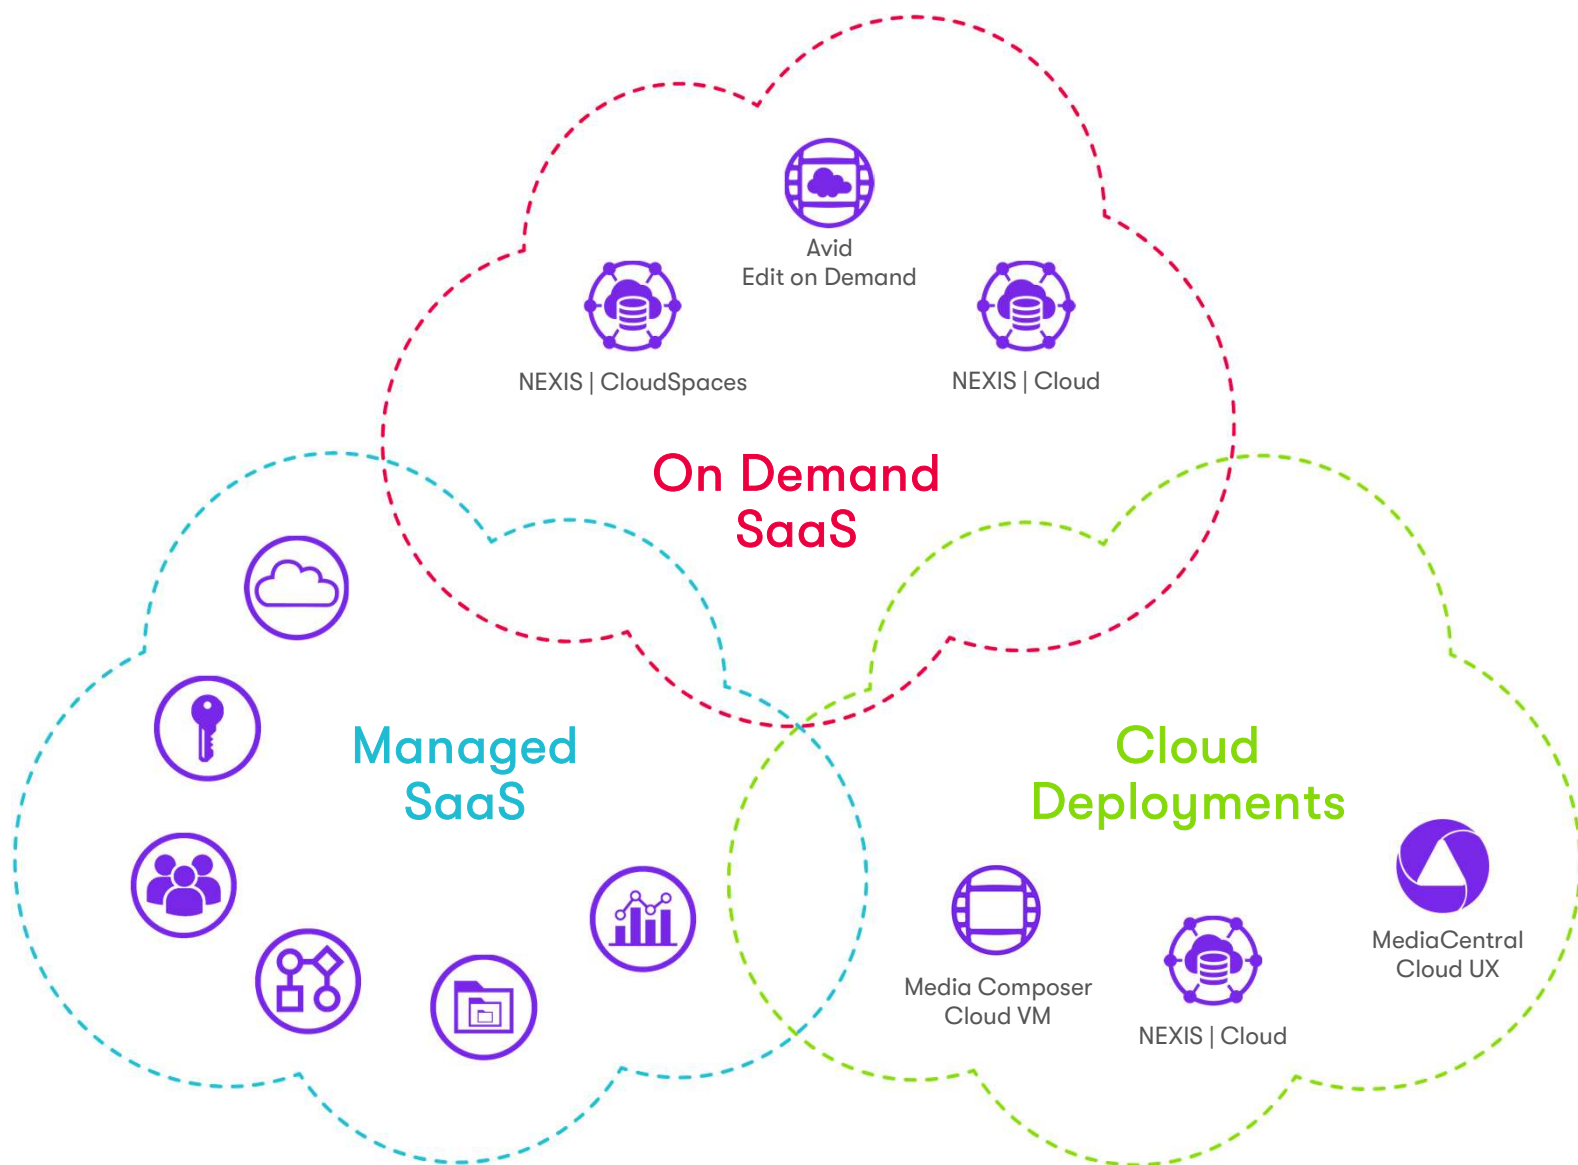 Avid
Edit on Demand
NEXIS | CloudSpaces
NEXIS | Cloud
On Demand
SaaS
Managed
SaaS
Cloud
Deployments
Media Composer
Cloud VM
NEXIS | Cloud
MediaCentral
Cloud UX